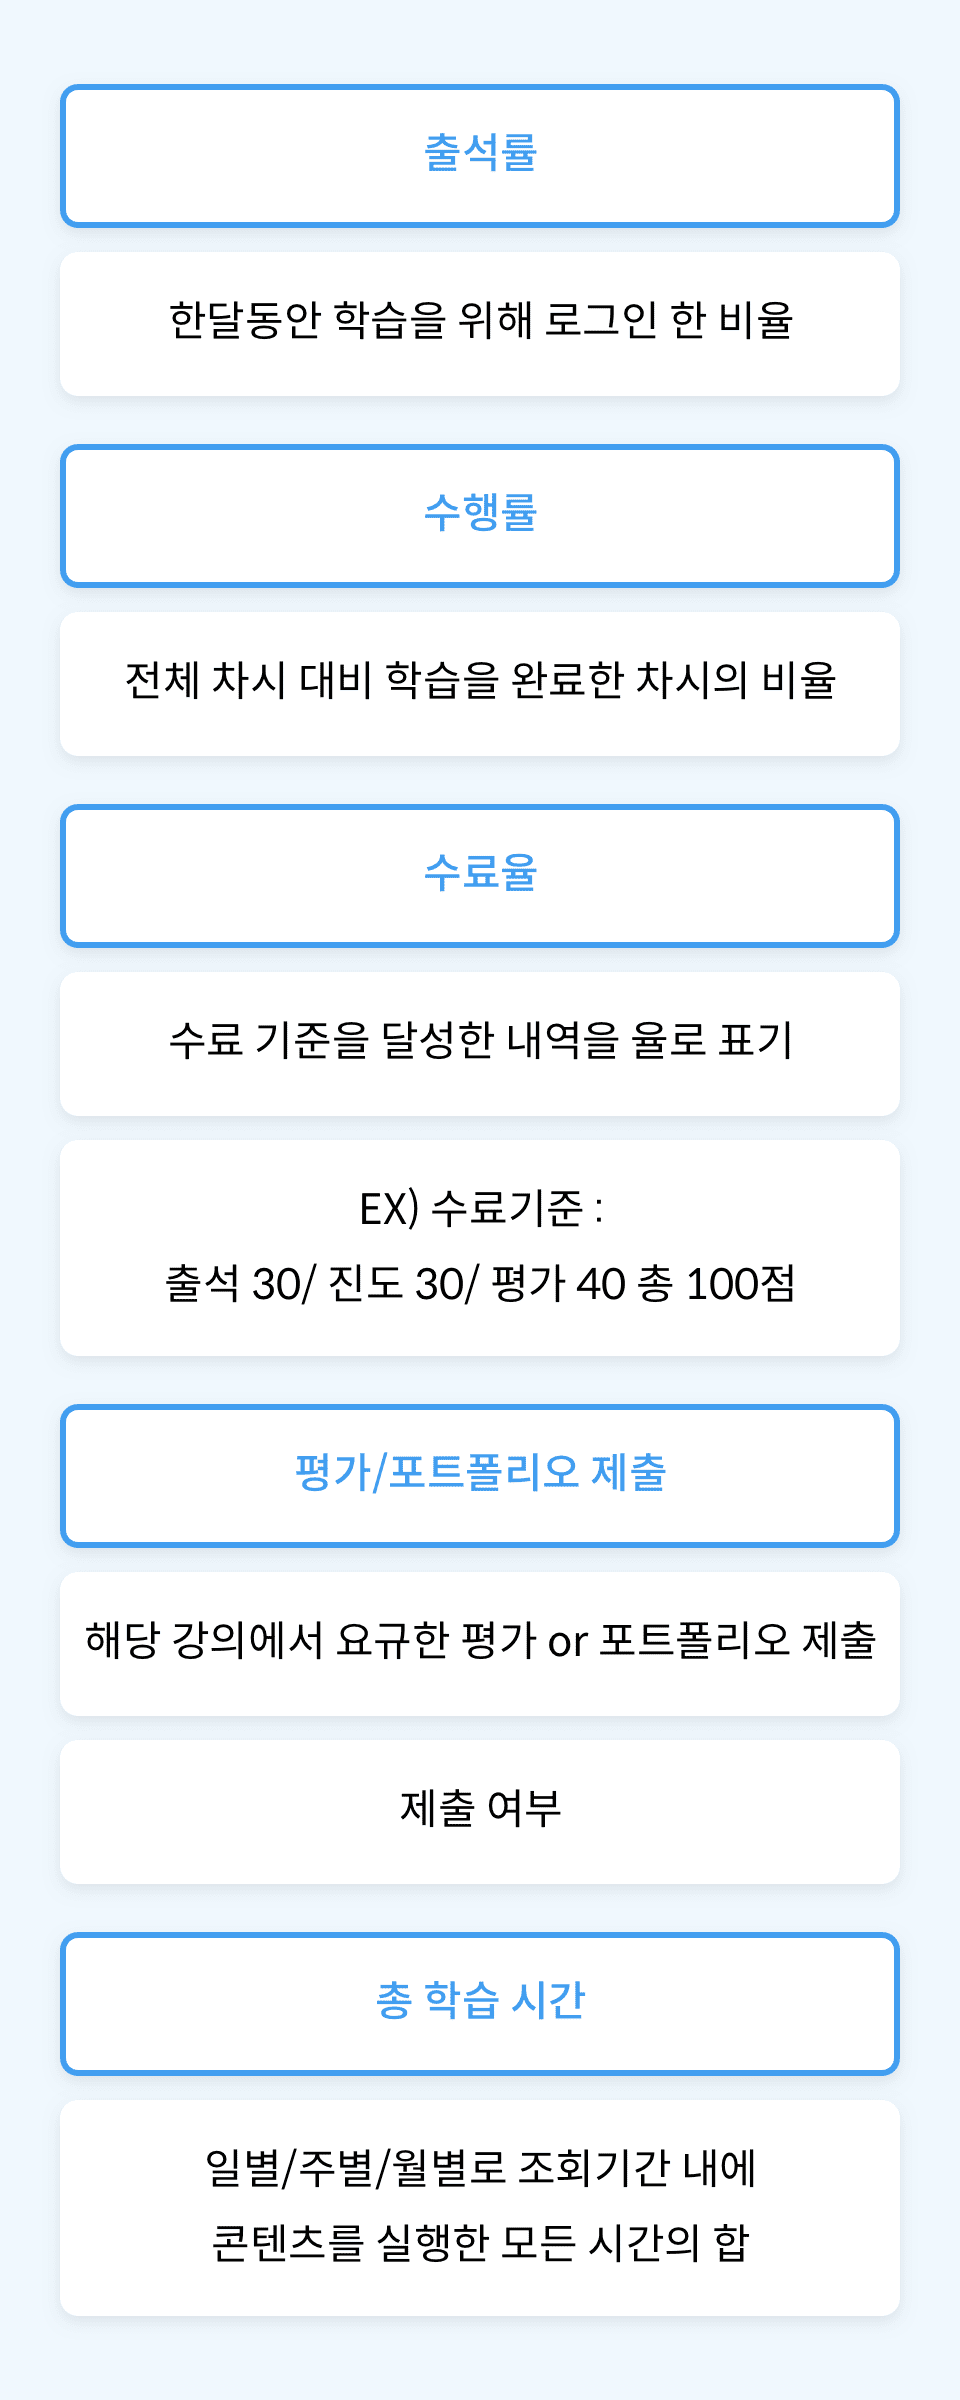 출석률
한달동안 학습을 위해 로그인 한 비율
수행률
전체 차시 대비 학습을 완료한 차시의 비율
수료율
수료 기준을 달성한 내역을 율로 표기
EX) 수료기준 :
출석 30/ 진도 30/ 평가 40 총 100점
평가/포트폴리오 제출
해당 강의에서 요규한 평가 or 포트폴리오 제출
제출 여부
총 학습 시간
일별/주별/월별로 조회기간 내에
콘텐츠를 실행한 모든 시간의 합